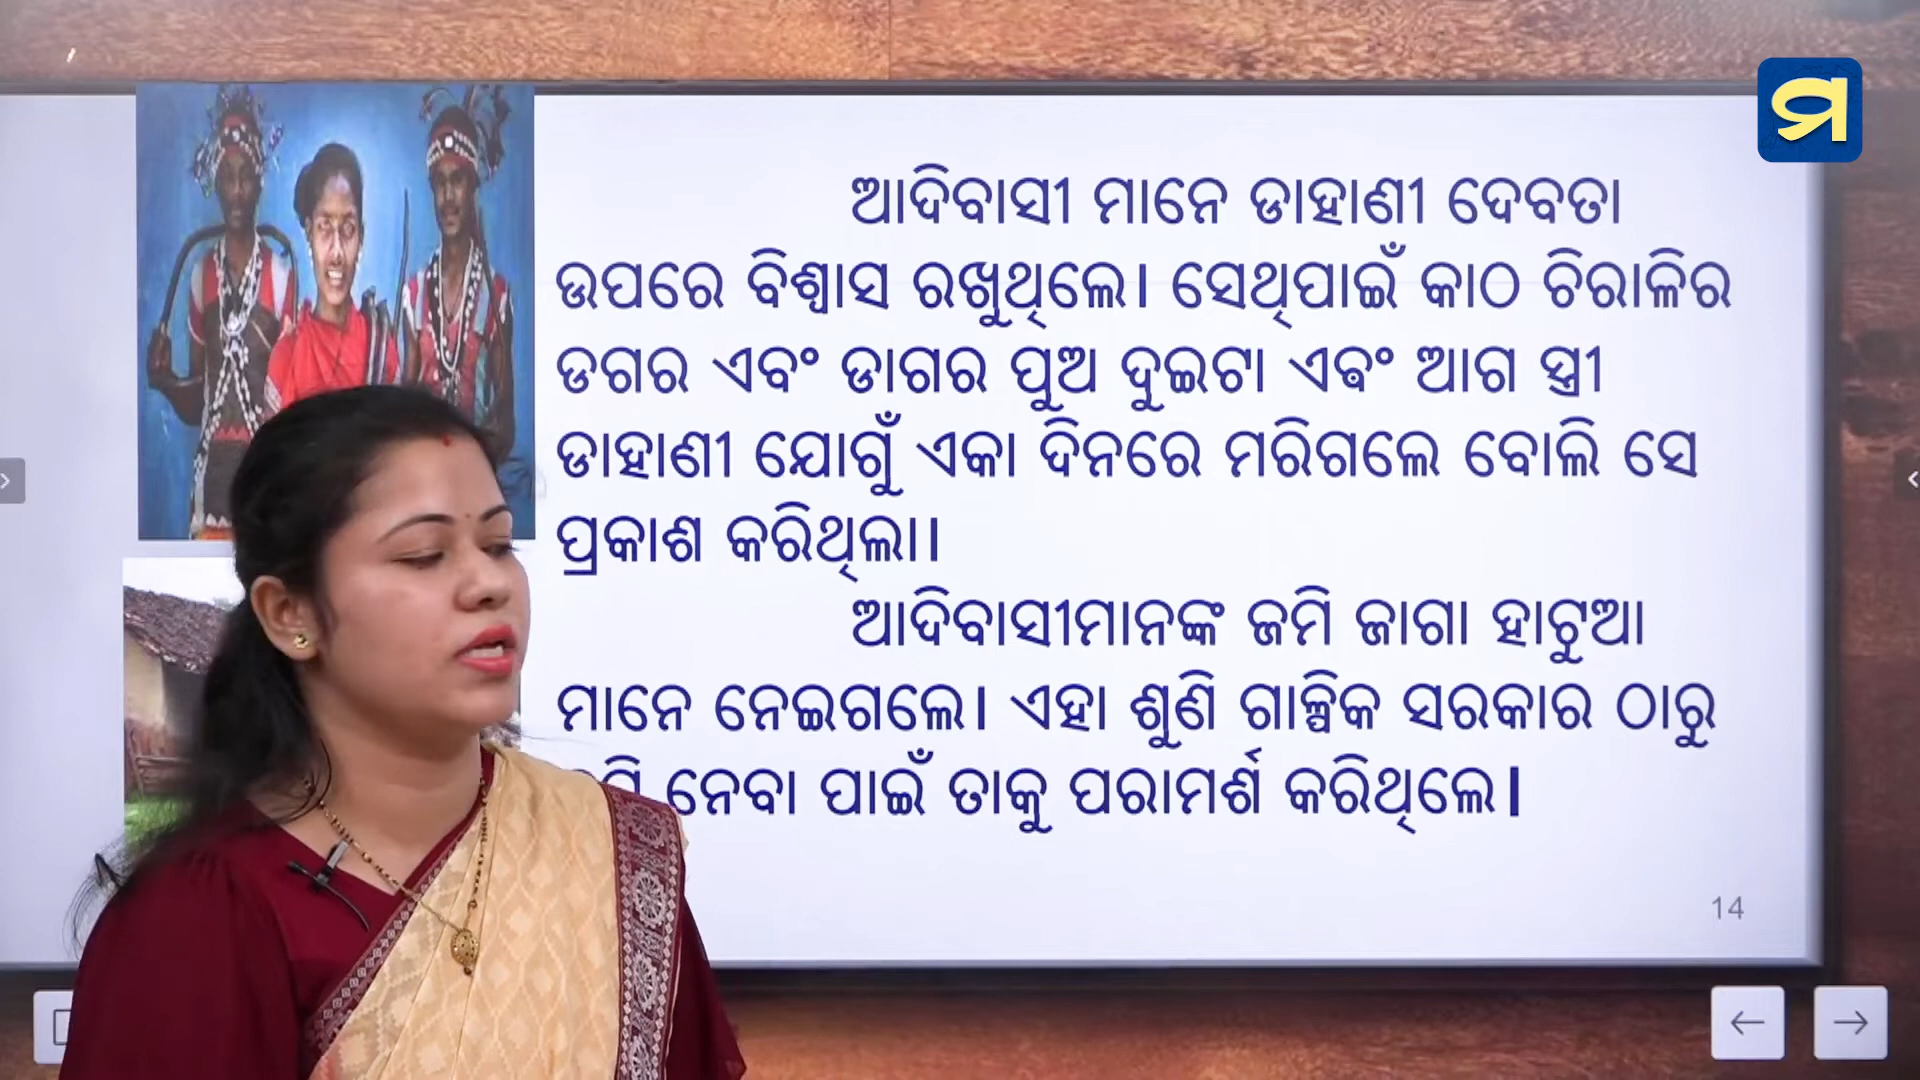 ମ
ଆଦିବାସୀ ମାନେ ଡାହାଣୀ ଦେବତା
ଉପରେ ବିଶ୍ୱାସ ରଖୁଥିଲେ। ସେଥିପାଇଁ କାଠ ଚିରାଳିର
ଡଗର ଏବଂ ଡାଗର ପୁଅ ଦୁଇଟା ଏବଂ ଆଗ ସ୍ତ୍ରୀ
ଡାହାଣୀ ଯୋଗୁଁ ଏକା ଦିନରେ ମରିଗଲେ ବୋଲି ସେ
ପ୍ରକାଶ କରିଥିଲା।
ଆଦିବାସୀମାନଙ୍କ ଜମି ଜାଗା ହାଟୁଆ
ମାନେ ନେଇଗଲେ। ଏହା ଶୁଣି ଗାଳ୍ପିକ ସରକାର ଠାରୁ
ନେବା ପାଇଁ ତାକୁ ପରାମର୍ଶ କରିଥିଲେ।
14